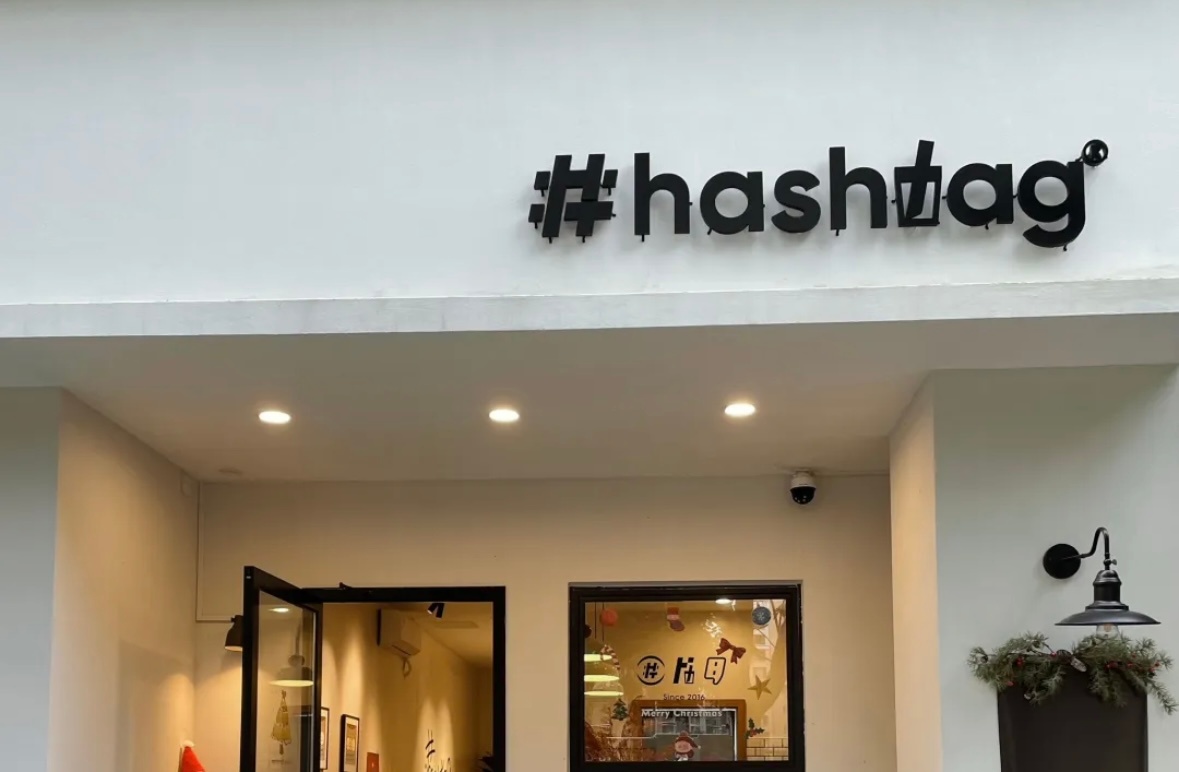 #hashtag
Since 2016
Merry Christmas